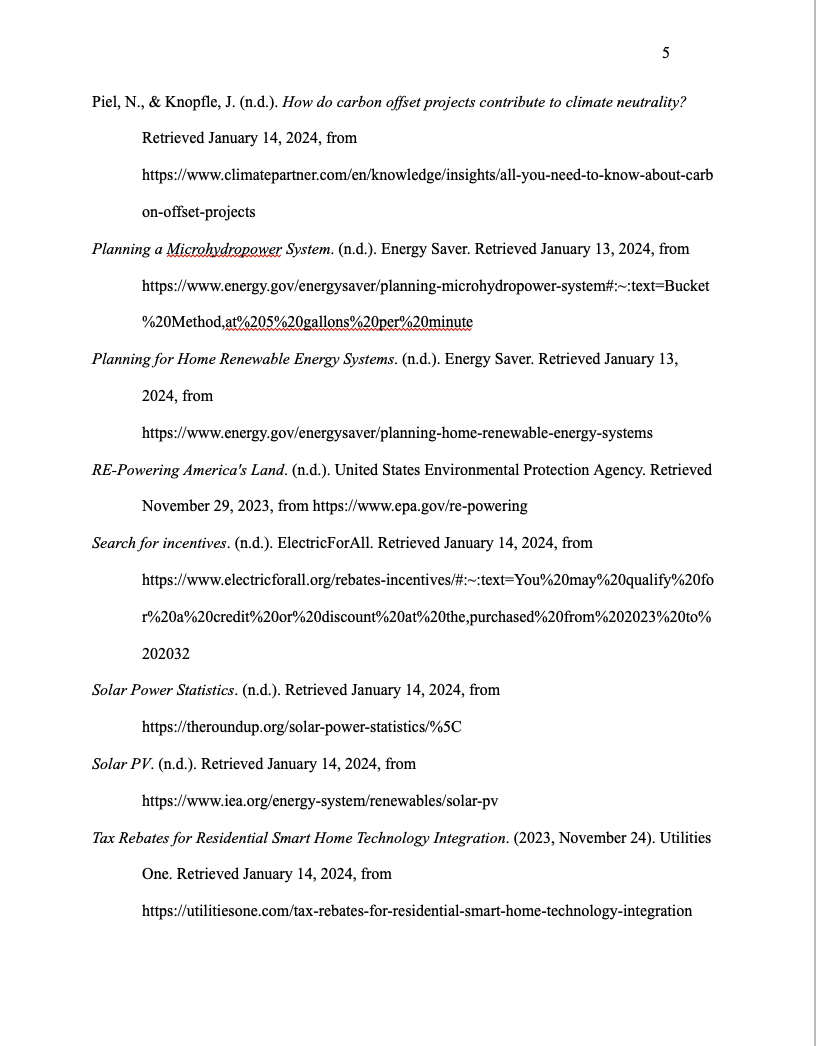 5
Piel, N., & Knopfle, J. (n.d.). How do carbon offset projects contribute to climate neutrality?
Retrieved January 14, 2024, from
https://www.climatepartner.com/en/knowledge/insights/all-you-need-to-know-about-carb
on-offset-projects
Planning a Microhydropower System. (n.d.). Energy Saver. Retrieved January 13, 2024, from
https://www.energy.gov/energysaver/planning-microhydropower-system#:~:text=Bucket
%20Method,at%205%20gallons%20per%20minute
Planning for Home Renewable Energy Systems. (n.d.). Energy Saver. Retrieved January 13,
2024, from
https://www.energy.gov/energysaver/planning-home-renewable-energy-systems
RE-Powering America's Land. (n.d.). United States Environmental Protection Agency. Retrieved
November 29, 2023, from https://www.epa.gov/re-powering
Search for incentives. (n.d.). ElectricForAll. Retrieved January 14, 2024, from
https://www.electricforall.org/rebates-incentives/#:~:text=You%20may%20qualify%20fo
r%20a%20credit%20or%20discount%20at%20the,purchased%20from%202023%20to%
202032
Solar Power Statistics. (n.d.). Retrieved January 14, 2024, from
https://theroundup.org/solar-power-statistics/%5C
Solar PV. (n.d.). Retrieved January 14, 2024, from
https://www.iea.org/energy-system/renewables/solar-pv
Tax Rebates for Residential Smart Home Technology Integration. (2023, November 24). Utilities
One. Retrieved January 14, 2024, from
https://utilitiesone.com/tax-rebates-for-residential-smart-home-technology-integration